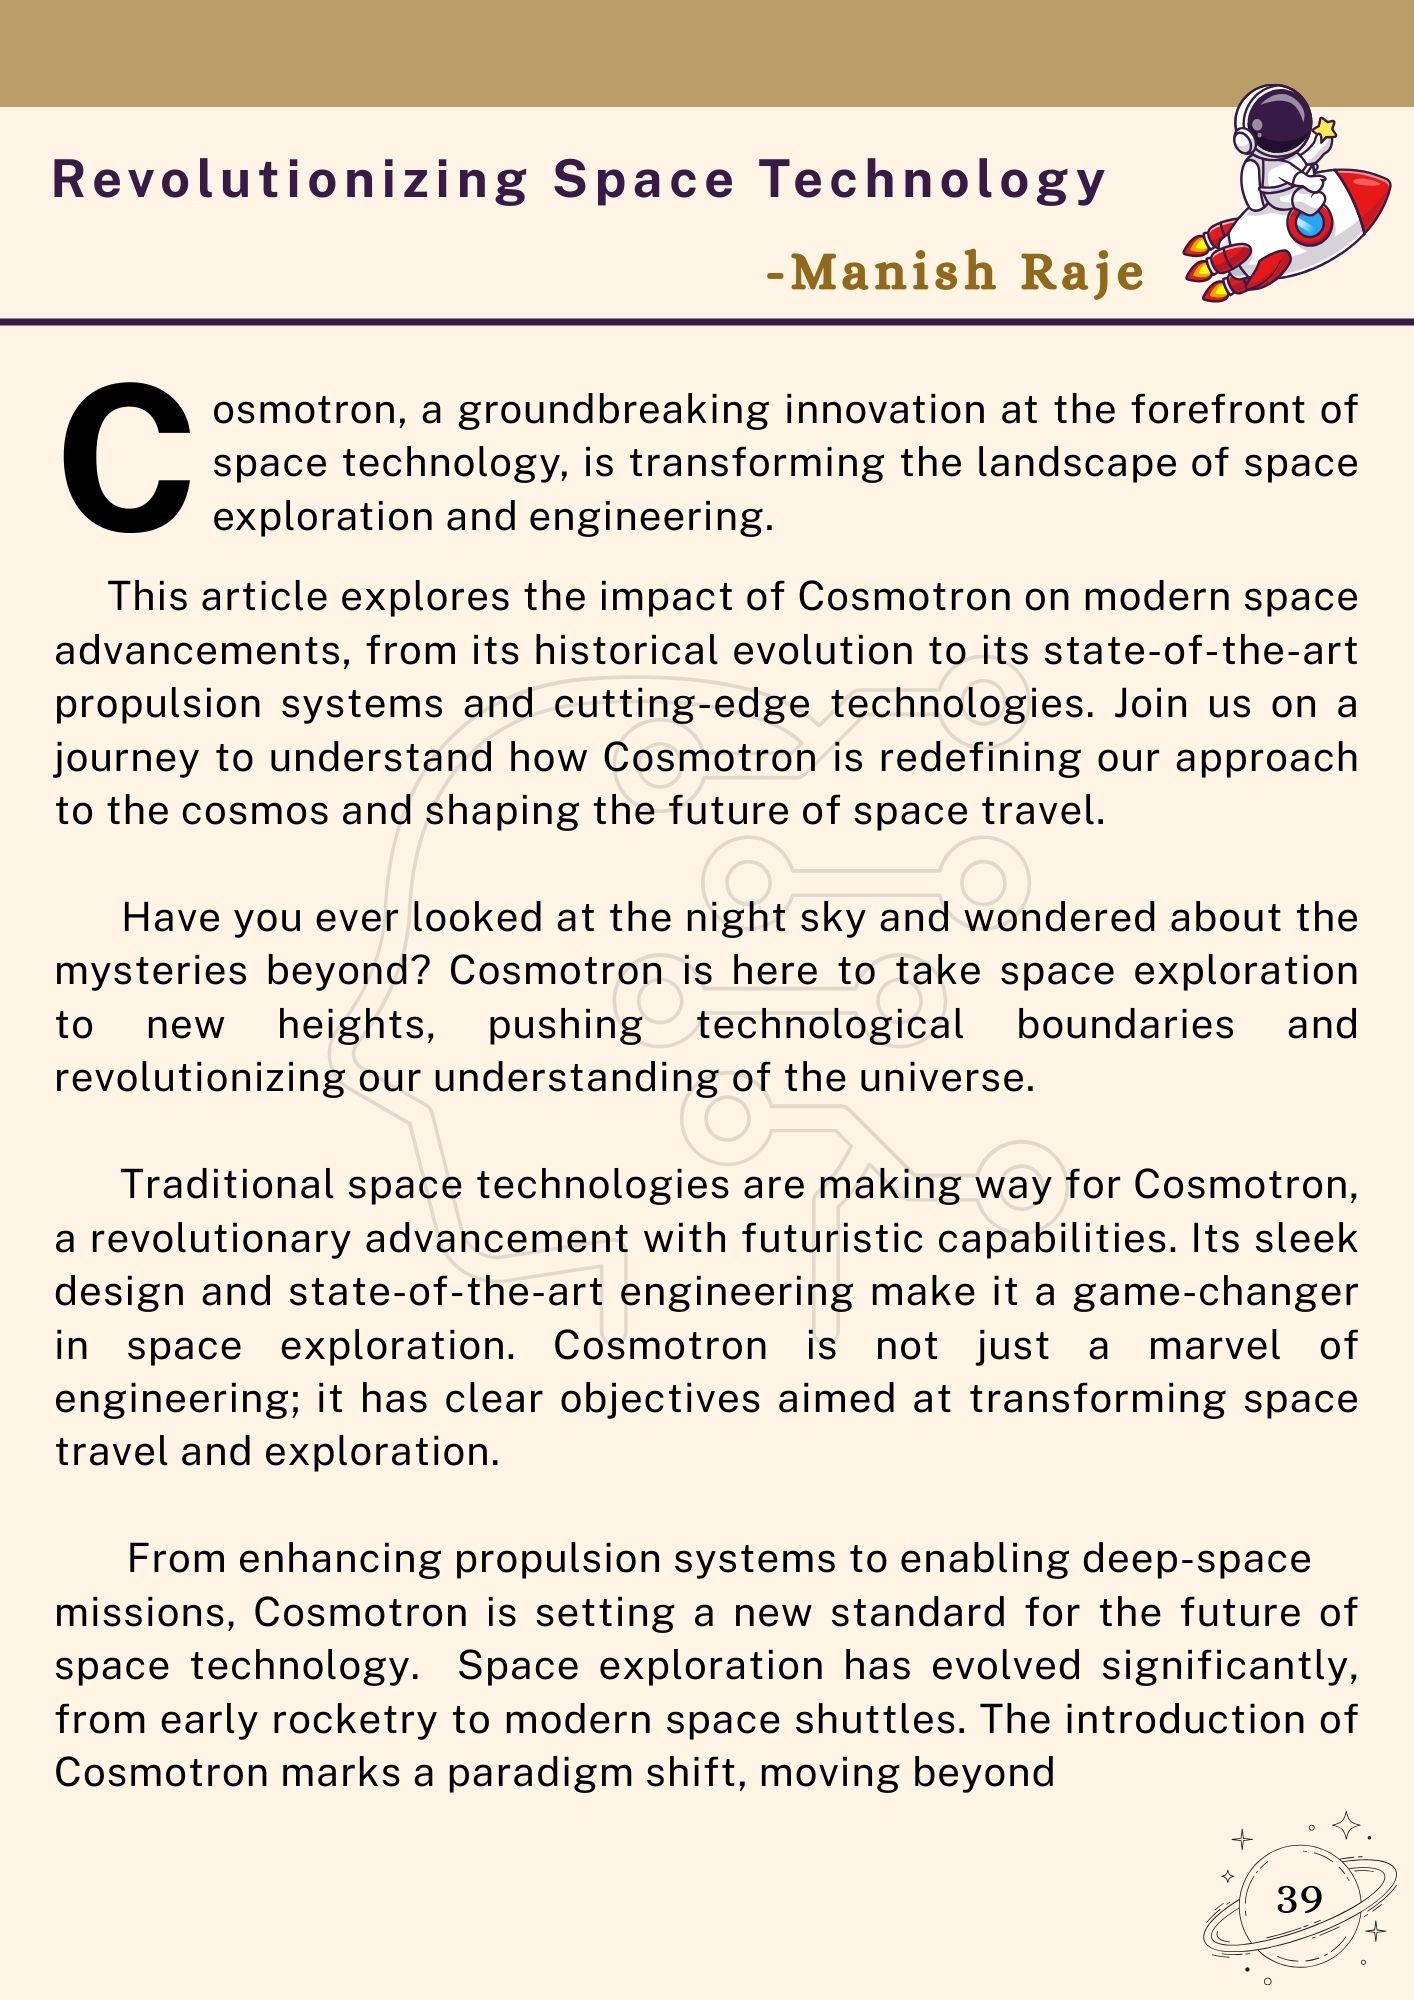 Revolutionizing Space Technology
-Manish Raje
Cosmotron, a groundbreaking innovation at the forefront of
space technology, is transforming the landscape of space
exploration and engineering.
This article explores the impact of Cosmotron on modern space
advancements, from its historical evolution to its state-of-the-art
propulsion systems and cutting-edge technologies. Join us on a
journey to understand how Cosmotron is redefining our approach
to the cosmos and shaping the future of space travel.
Have you ever looked at the night sky and wondered about the
mysteries beyond? Cosmotron is here to take space exploration
to new heights, pushing technological boundaries and
revolutionizing our understanding of the universe.
Traditional space technologies are making way for Cosmotron,
a revolutionary advancement with futuristic capabilities. Its sleek
design and state-of-the-art engineering make it a game-changer
in space exploration. Cosmotron is not just a marvel of
engineering; it has clear objectives aimed at transforming space
travel and exploration.
From enhancing propulsion systems to enabling deep-space
missions, Cosmotron is setting a new standard for the future of
space technology. Space exploration has evolved significantly,
from early rocketry to modern space shuttles. The introduction of
Cosmotron marks a paradigm shift, moving beyond
39